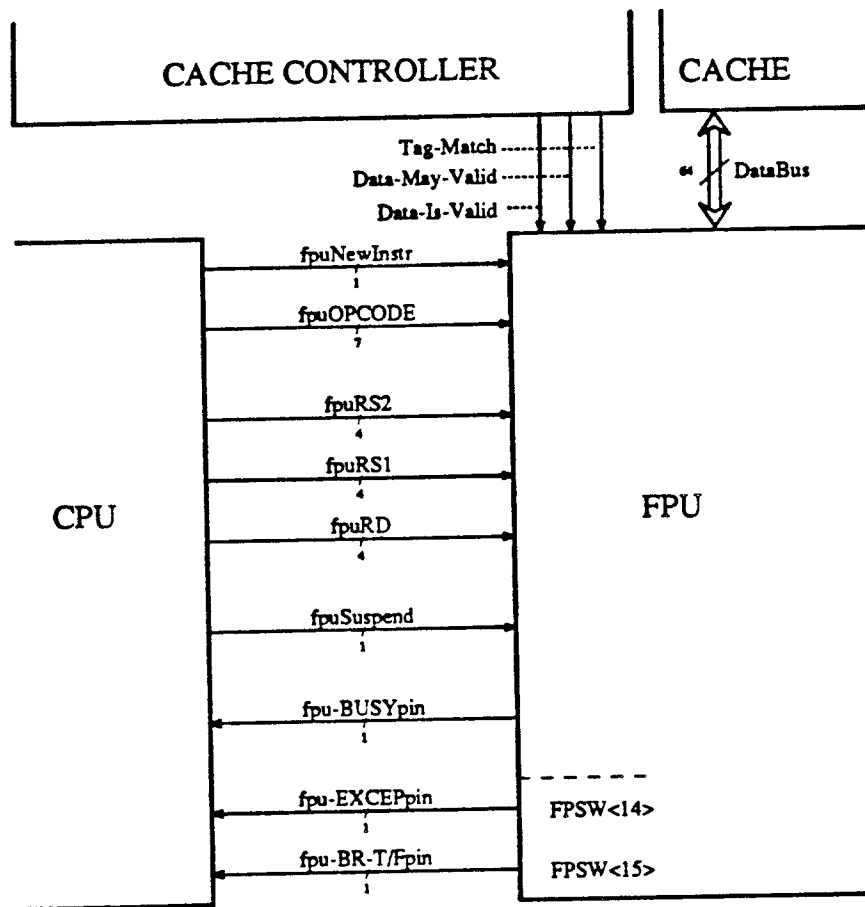 CACHE CONTROLLER
CACHE
Tag-Match
Data-May-Valid
Data-Is-Valid
64
DataBus
fpuNewInstr
1
fpuOPCODE
7
fpuRS2
4
fpuRS1
4
CPU
FPU
fpuRD
4
fpuSuspend
1
fpu-BUSYpin
1
fpu-EXCEPpin
1
FPSW<14>
fpu-BR-T/Fpin
1
FPSW<15>